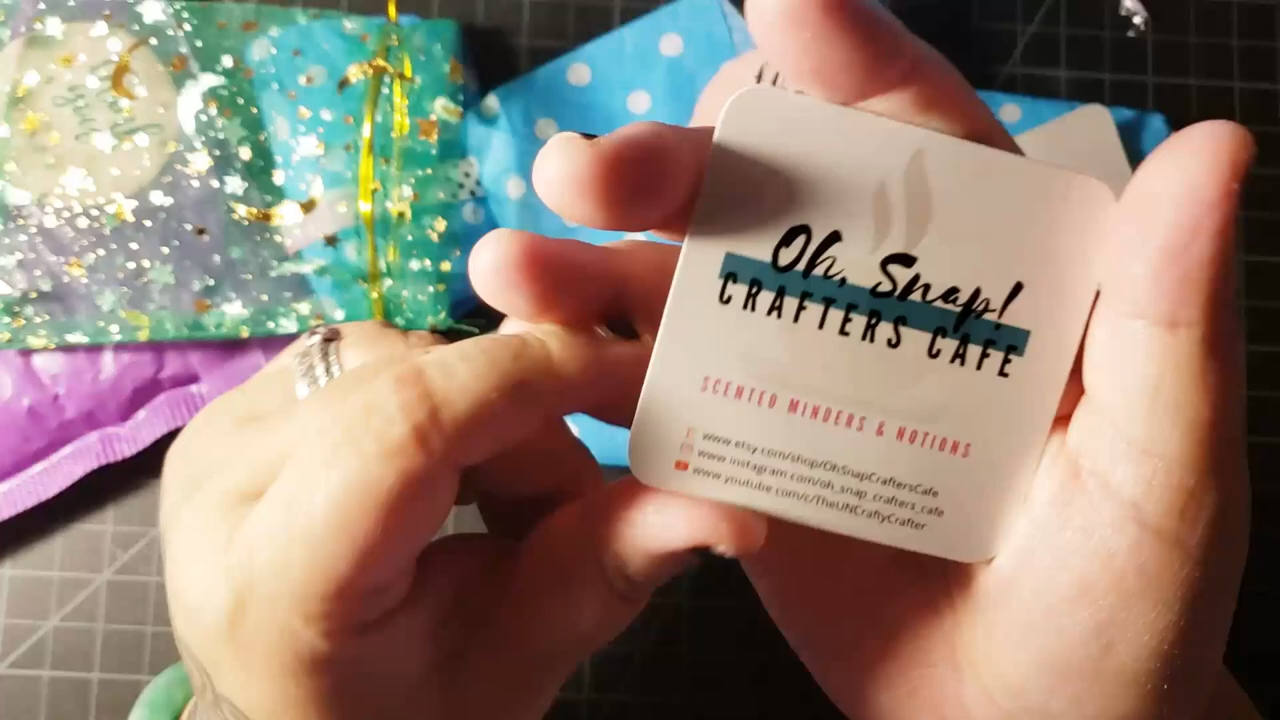 Oh, Snap!
CRAFTERS CAFE
SCENTED MINDERS & NOTIONS
www.etsy.com/shop/OhSnapCraftersCafe
www.instagram.com/oh_snap_crafters_cafe
www.youtube.com/c/TheUNCraftyCrafter